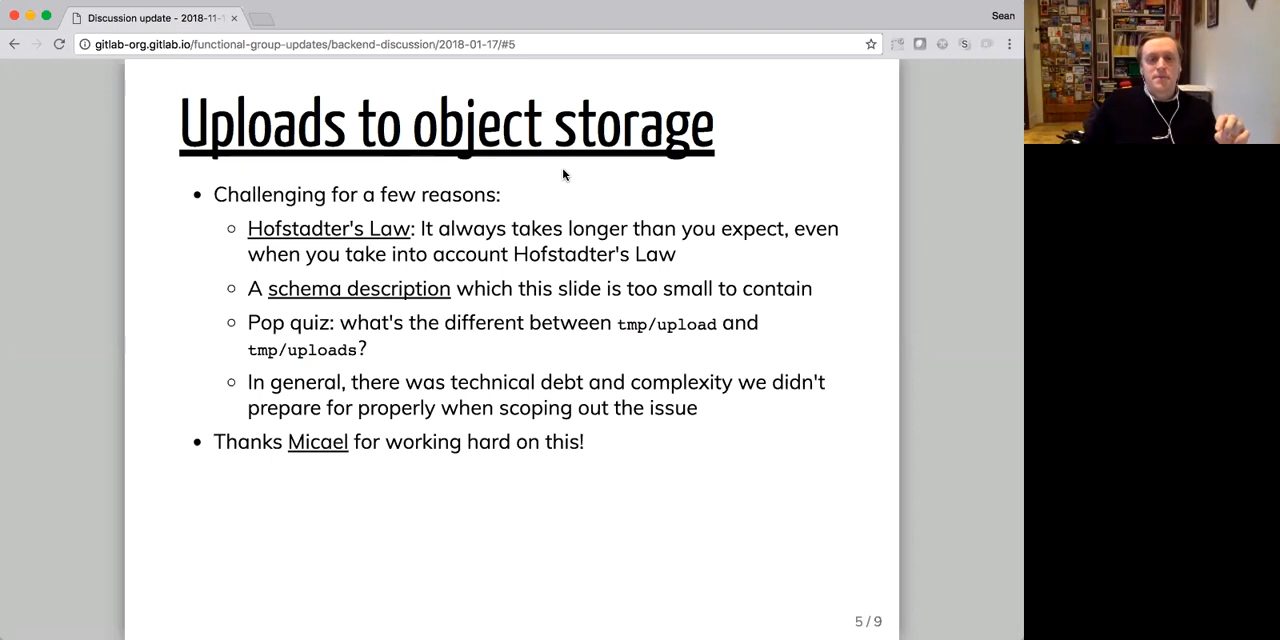 Discussion update - 2018-11-1
Sean
gitlab-org.gitlab.io/functional-group-updates/backend-discussion/2018-01-17/#5
Uploads to object storage
Challenging for a few reasons:
Hofstadter's Law: It always takes longer than you expect, even
when you take into account Hofstadter's Law
A schema description which this slide is too small to contain
Pop quiz: what's the different between tmp/upload and
tmp/uploads?
In general, there was technical debt and complexity we didn't
prepare for properly when scoping out the issue
Thanks Micael for working hard on this!
5 / 9